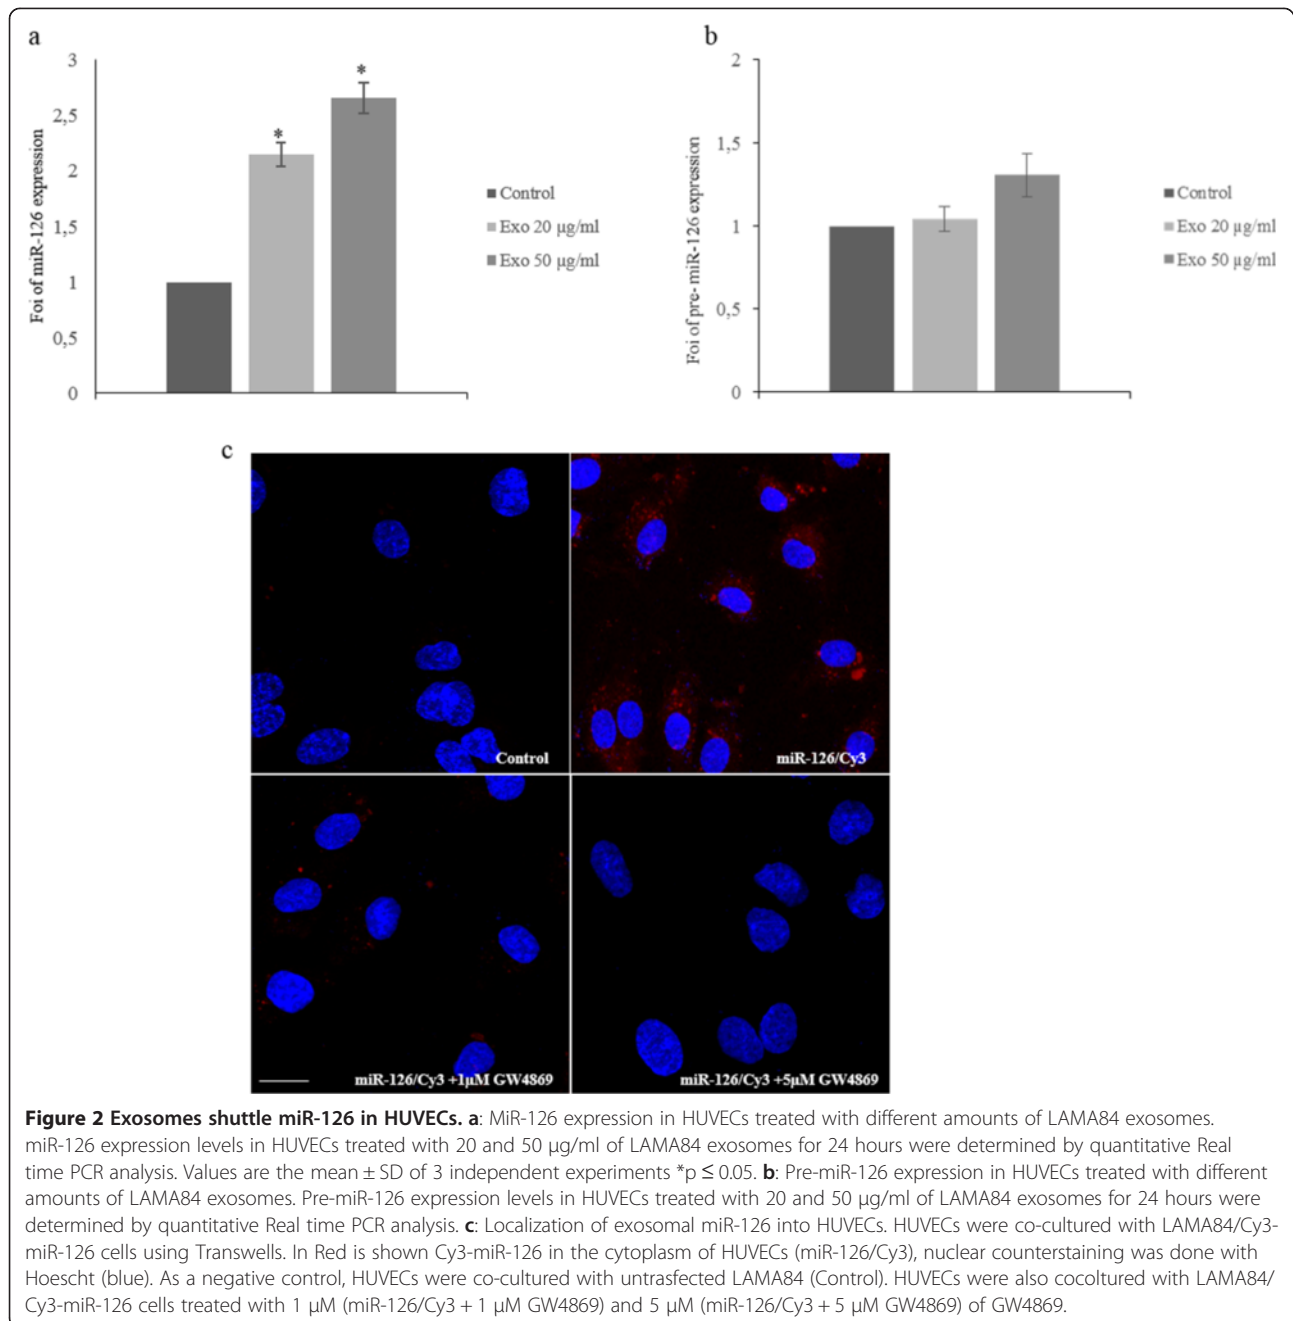 a
3
2,5
2
1,5
1
0,5
0
Foi of miR-126 expression
*
*
Control
Exo 20 µg/ml
Exo 50 µg/ml
b
2
1,5
1
0,5
0
Foi of pre- miR-126 expression
Control
Exo 20 µg/ml
Exo 50 µg/ml
c
Control
miR-126/Cy3
miR-126/Cy3 +1µM GW4869
miR-126/Cy3 +5µM GW4869
Figure 2 Exosomes shuttle miR-126 in HUVECs. a: MiR-126 expression in HUVECs treated with different amounts of LAMA84 exosomes.
miR-126 expression levels in HUVECs treated with 20 and 50 μg/ml of LAMA84 exosomes for 24 hours were determined by quantitative Real
time PCR analysis. Values are the mean ± SD of 3 independent experiments *p ≤ 0.05. b: Pre-miR-126 expression in HUVECs treated with different
amounts of LAMA84 exosomes. Pre-miR-126 expression levels in HUVECs treated with 20 and 50 μg/ml of LAMA84 exosomes for 24 hours were
determined by quantitative Real time PCR analysis. c: Localization of exosomal miR-126 into HUVECs. HUVECs were co-cultured with LAMA84/Cy3-
miR-126 cells using Transwells. In Red is shown Cy3-miR-126 in the cytoplasm of HUVECs (miR-126/Cy3), nuclear counterstaining was done with
Hoescht (blue). As a negative control, HUVECs were co-cultured with untrasfected LAMA84 (Control). HUVECs were also cocoltured with LAMA84/
Cy3-miR-126 cells treated with 1 μM (miR-126/Cy3 + 1 μM GW4869) and 5 μM (miR-126/Cy3 + 5 μM GW4869) of GW4869.